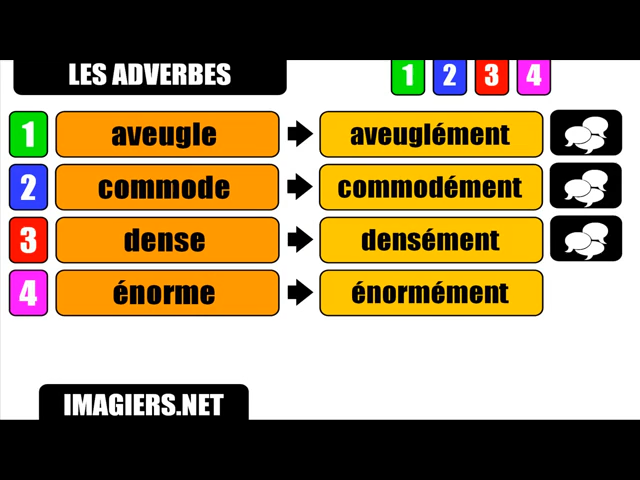 LES ADVERBES
1 2 3 4
1 aveugle aveuglément
2 commode commodément
3 dense densément
4 énorme énormément
IMAGIERS.NET